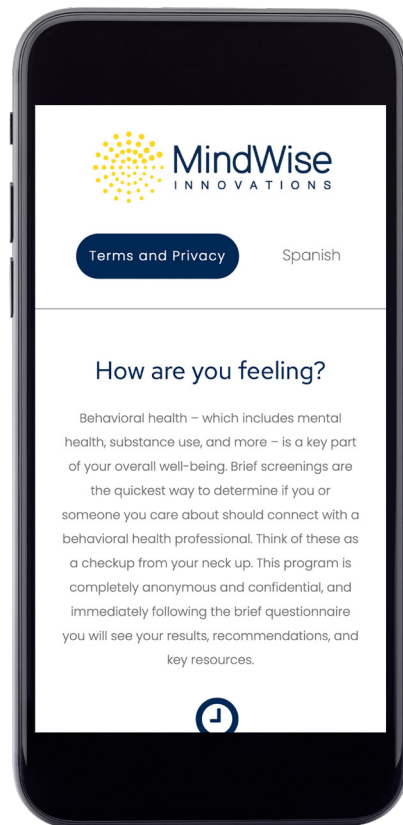 MindWise
INNOVATIONS
Terms and Privacy
Spanish
How are you feeling?
Behavioral health – which includes mental
health, substance use, and more – is a key part
of your overall well-being. Brief screenings are
the quickest way to determine if you or
someone you care about should connect with a
behavioral health professional. Think of these as
a checkup from your neck up. This program is
completely anonymous and confidential, and
immediately following the brief questionnaire
you will see your results, recommendations, and
key resources.